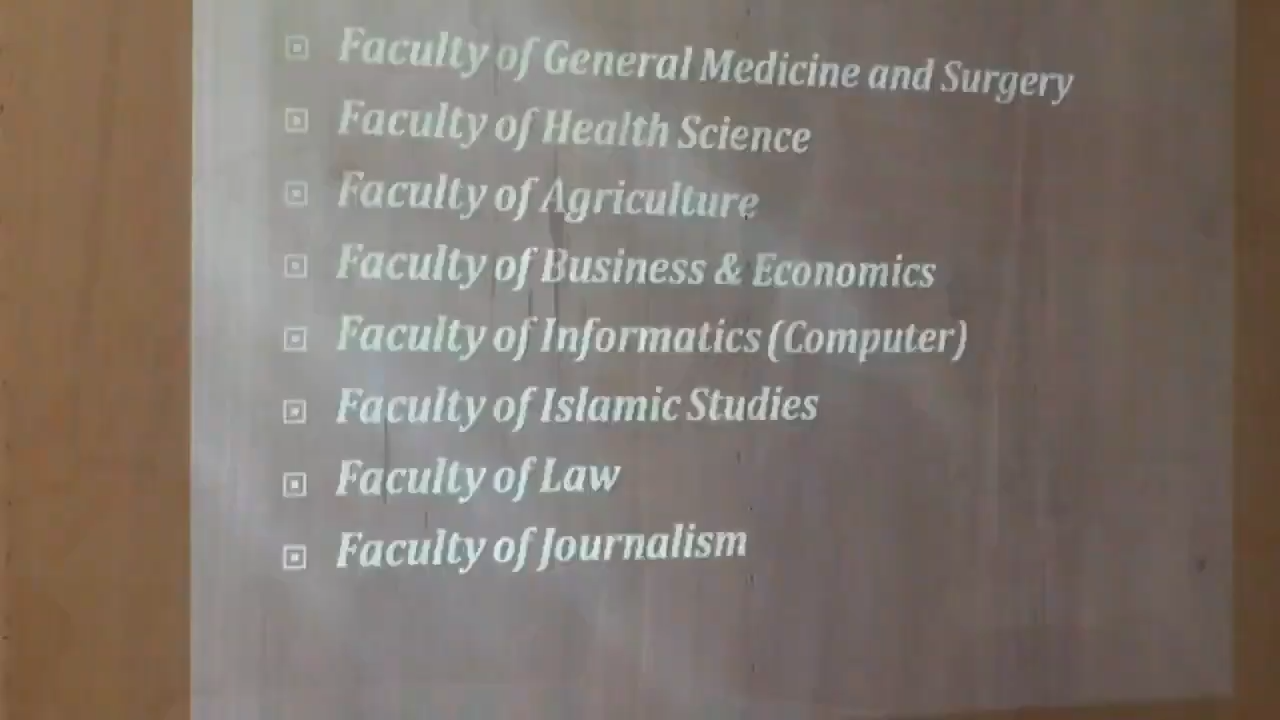 Faculty of General Medicine and Surgery
Faculty of Health Science
Faculty of Agriculture
Faculty of Business & Economics
Faculty of Informatics (Computer)
Faculty of Islamic Studies
Faculty of Law
Faculty of Journalism